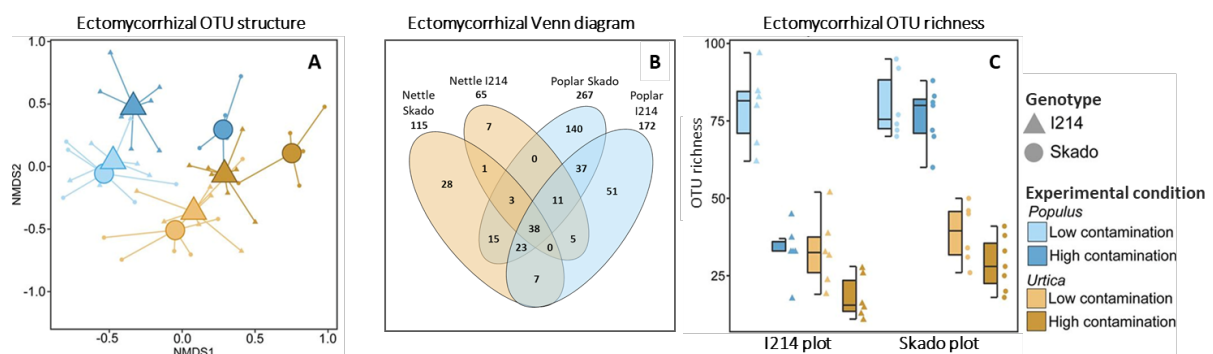 Ectomycorrhizal OTU structure
Ectomycorrhizal Venn diagram
Ectomycorrhizal OTU richness
A
1.0
0.5
0.0
-0.5
-1.0
NMDS2
-0.5
0.0
0.5
1.0
NMDS1
B
Nettle I214
65
Poplar Skado
267
Nettle
Skado
115
Poplar
I214
172
7
140
0
1
37
28
51
3
11
38
15
23
0
5
7
C
100
75
50
25
OTU richness
I214 plot
Skado plot
Genotype
I214
Skado
Experimental condition
Populus
Low contamination
High contamination
Urtica
Low contamination
High contamination